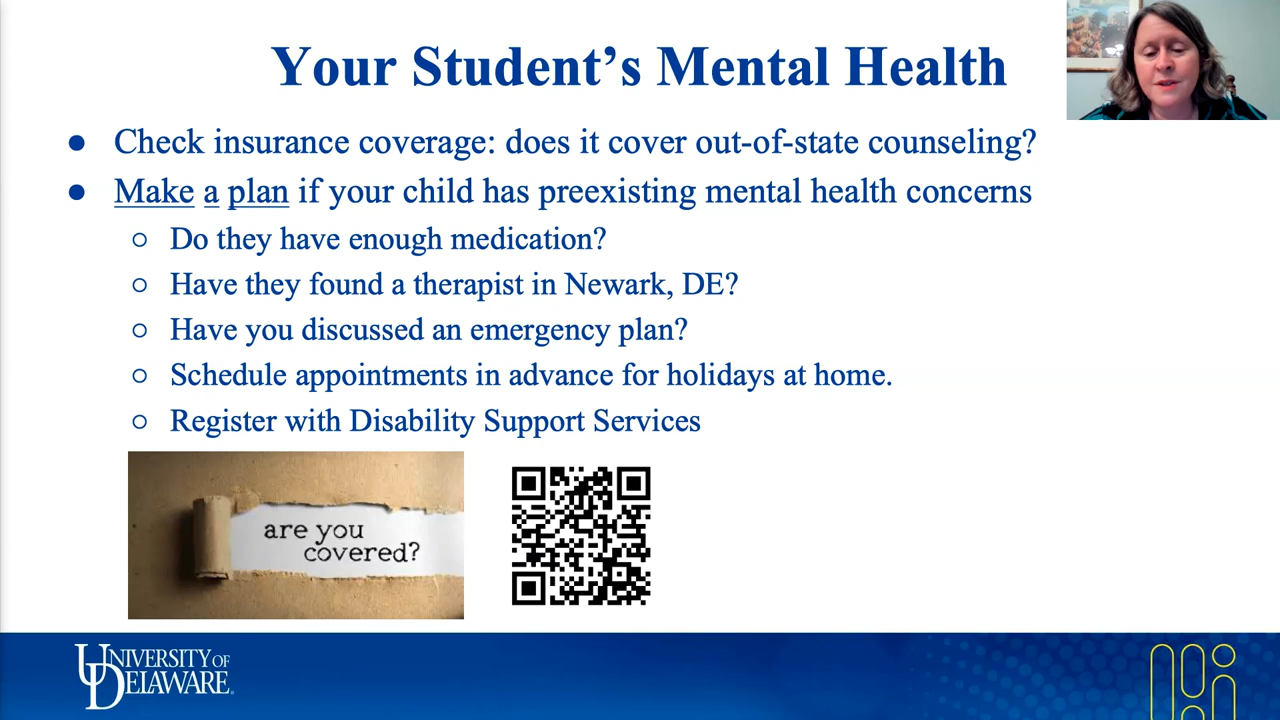 Your Student’s Mental Health
● Check insurance coverage: does it cover out-of-state counseling?
● Make a plan if your child has preexisting mental health concerns
○ Do they have enough medication?
○ Have they found a therapist in Newark, DE?
○ Have you discussed an emergency plan?
○ Schedule appointments in advance for holidays at home.
○ Register with Disability Support Services
are you
covered?
UNIVERSITY OF
DELAWARE.